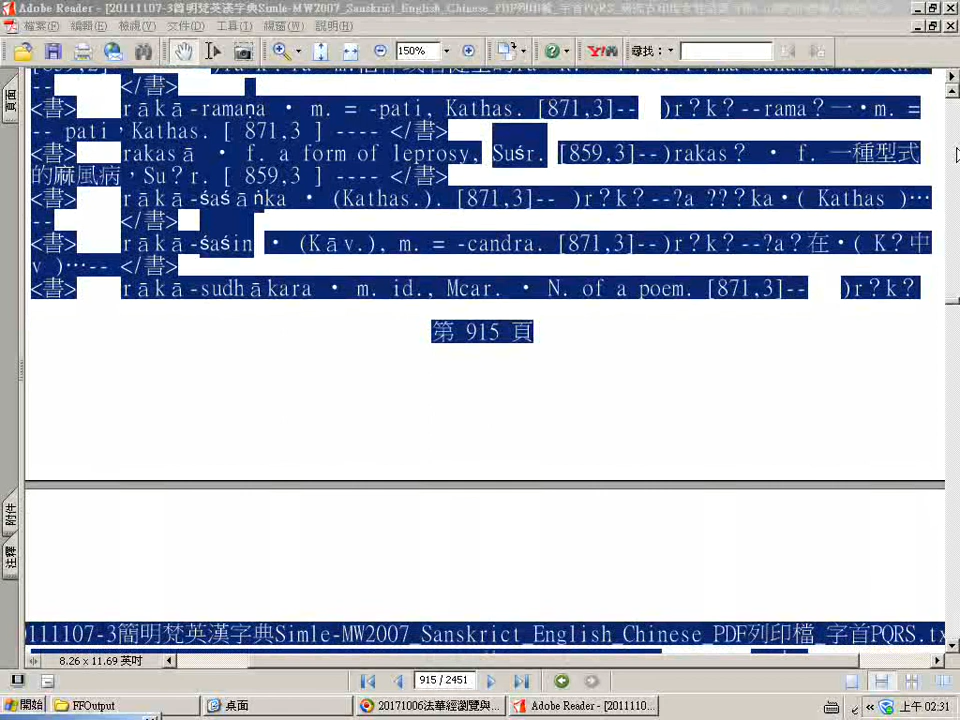 Adobe Reader - [20111107-3簡明梵英漢字典Simle-MW2007_Sanskrict_English_Chinese_PDF列印檔_字首PQRS_
檔案(F) 編輯(E) 檢視(V) 文件(D) 工具(T) 視窗(W) 說明(H)
150% 尋找:
頁面
-- </書>
<書> rākā-ramaṇa • m. = -pati, Kathas. [871,3]-- )r?k?--rama?一•m. =
-- pati,Kathas. [ 871,3 ] ---- </書>
<書> rakasā • f. a form of leprosy, Suśr. [859,3]--)rakas? • f. 一種型式
的麻風病,Su?r. [ 859,3 ] ---- </書>
<書> rākā-śaśāṅka • (Kathas.). [871,3]-- )r?k?--?a ???ka•( Kathas )…
-- </書>
<書> rākā-śaśin • (Kāv.), m. = -candra. [871,3]--)r?k?--?a?在•( K?中
v )…-- </書>
<書> rākā-sudhākara • m. id., Mcar. • N. of a poem. [871,3]-- )r?k?
第 915 頁
附件
注釋
111107-3簡明梵英漢字典Simle-MW2007_Sanskrict_English_Chinese_PDF列印檔_字首PQRS.tx
8.26 x 11.69 英吋
915 / 2451
開始 FFOutput 桌面 20171006法華經瀏覽與... Adobe Reader - [2011110... 上午 02:31